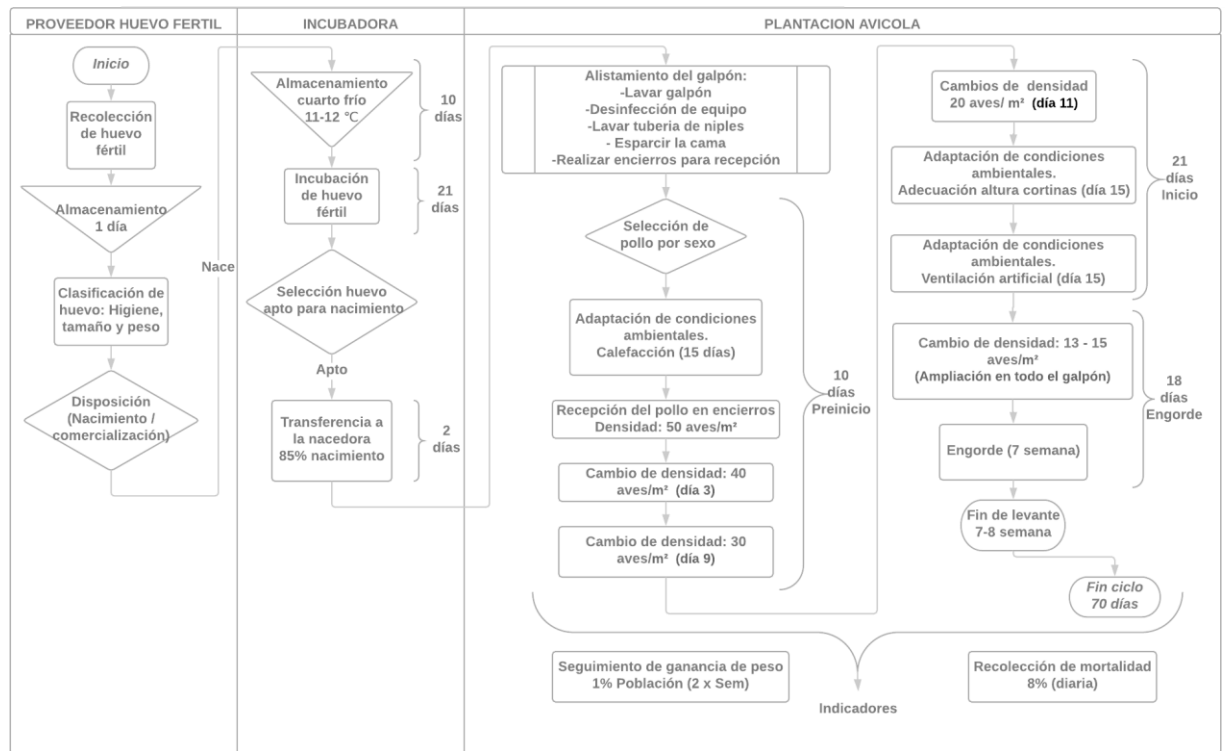 PROVEEDOR HUEVO FERTIL
Inicio
Recolección
de huevo
fértil
Almacenamiento
1 día
Clasificación de
huevo: Higiene,
tamaño y peso
Disposición
(Nacimiento /
comercialización)
Nace
INCUBADORA
Almacenamiento
cuarto frío
11-12 ℃
10
días
Incubación
de huevo
fértil
21
días
Selección huevo
apto para nacimiento
Apto
Transferencia a
la nacedora
85% nacimiento
2
días
PLANTACION AVICOLA
Alistamiento del galpón:
-Lavar galpón
-Desinfección de equipo
-Lavar tuberia de niples
- Esparcir la cama
-Realizar encierros para recepción
Selección de
pollo por sexo
Adaptación de condiciones
ambientales.
Calefacción (15 días)
Recepción del pollo en encierros
Densidad: 50 aves/m²
Cambio de densidad: 40
aves/m² (día 3)
Cambio de densidad: 30
aves/m² (día 9)
10
días
Preinicio
Cambios de densidad
20 aves/ m² (día 11)
Adaptación de condiciones
ambientales.
Adecuación altura cortinas (día 15)
Adaptación de condiciones
ambientales.
Ventilación artificial (día 15)
21
días
Inicio
Cambio de densidad: 13 - 15
aves/m²
(Ampliación en todo el galpón)
Engorde (7 semana)
18
días
Engorde
Fin de levante
7-8 semana
Fin ciclo
70 días
Seguimiento de ganancia de peso
1% Población (2 x Sem)
Recolección de mortalidad
8% (diaria)
Indicadores